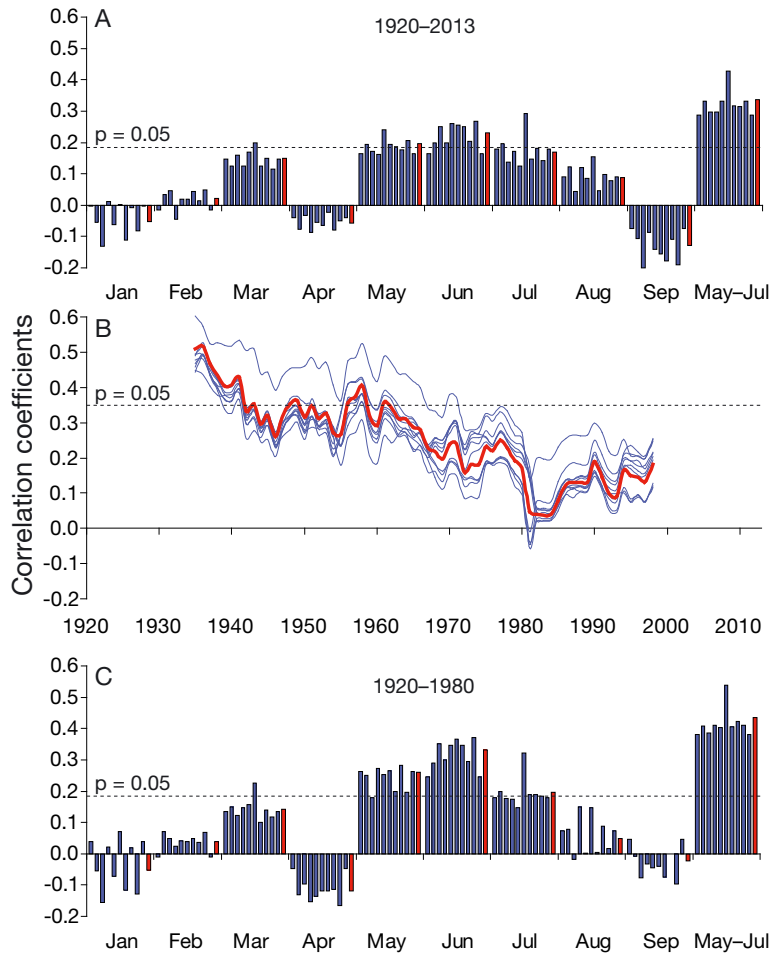 Correlation coefficients
A
1920–2013
0.6
0.5
0.4
0.3
p = 0.05
0.2
0.1
0.0
-0.1
-0.2
Jan Feb Mar Apr May Jun Jul Aug Sep May–Jul
B
0.6
0.5
0.4
p = 0.05
0.3
0.2
0.1
0.0
-0.1
-0.2
1920 1930 1940 1950 1960 1970 1980 1990 2000 2010
C
1920–1980
0.6
0.5
0.4
0.3
p = 0.05
0.2
0.1
0.0
-0.1
-0.2
Jan Feb Mar Apr May Jun Jul Aug Sep May–Jul